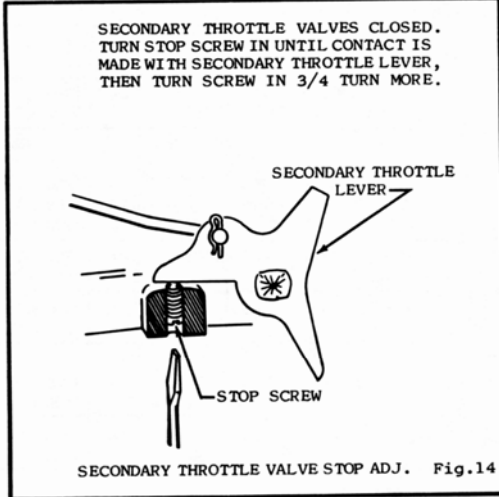 SECONDARY THROTTLE VALVES CLOSED.
TURN STOP SCREW IN UNTIL CONTACT IS
MADE WITH SECONDARY THROTTLE LEVER,
THEN TURN SCREW IN 3/4 TURN MORE.
SECONDARY THROTTLE
LEVER
STOP SCREW
SECONDARY THROTTLE VALVE STOP ADJ. Fig.14